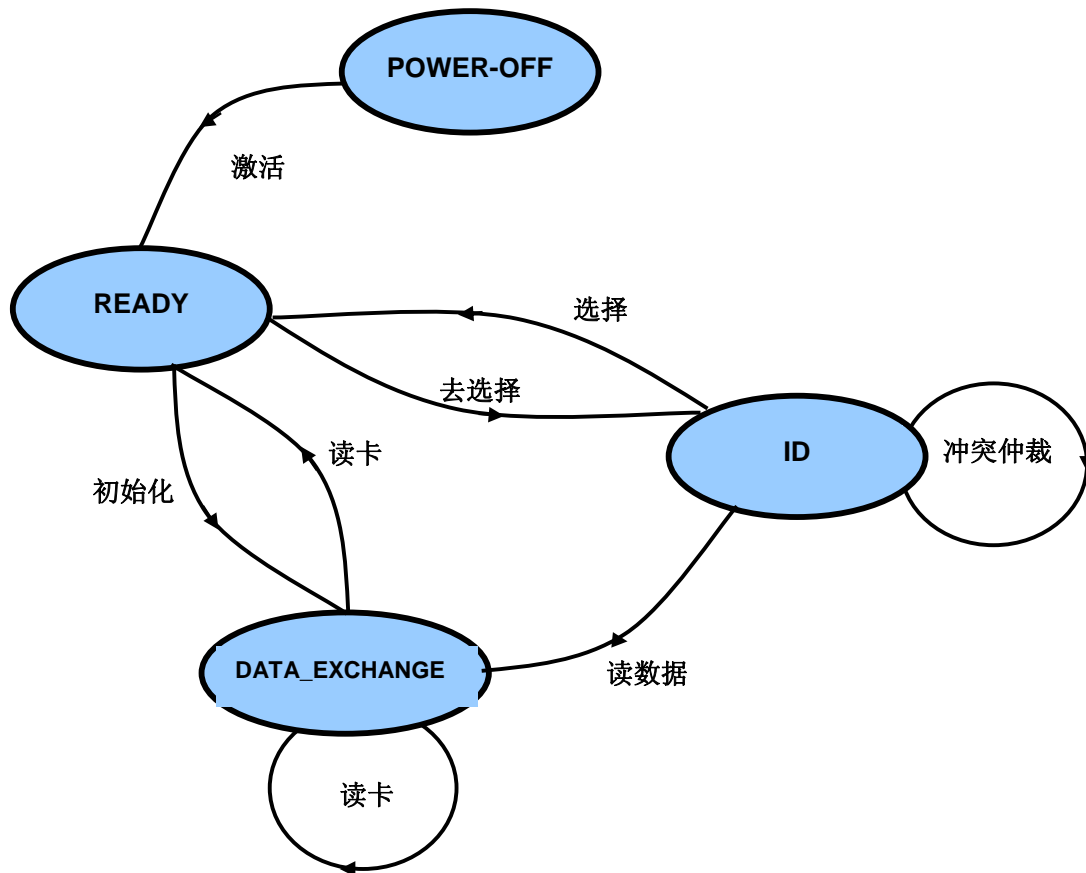 POWER-OFF
激活
READY
选择
去选择
ID
冲突仲裁
读卡
初始化
DATA_EXCHANGE
读数据
读卡